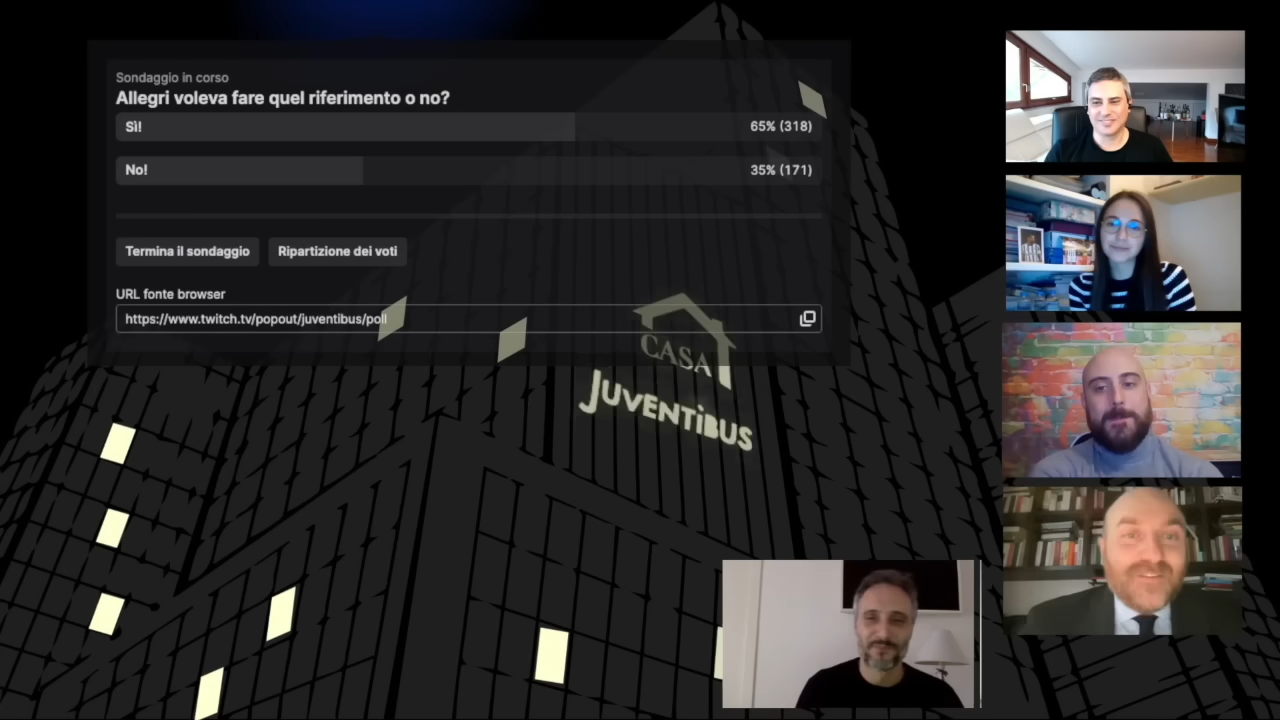 Sondaggio in corso
Allegri voleva fare quel riferimento o no?
Sì! 65% (318)
No! 35% (171)
Termina il sondaggio Ripartizione dei voti
URL fonte browser
https://www.twitch.tv/popout/juventibus/poll
CASA
JUVENTiBUS